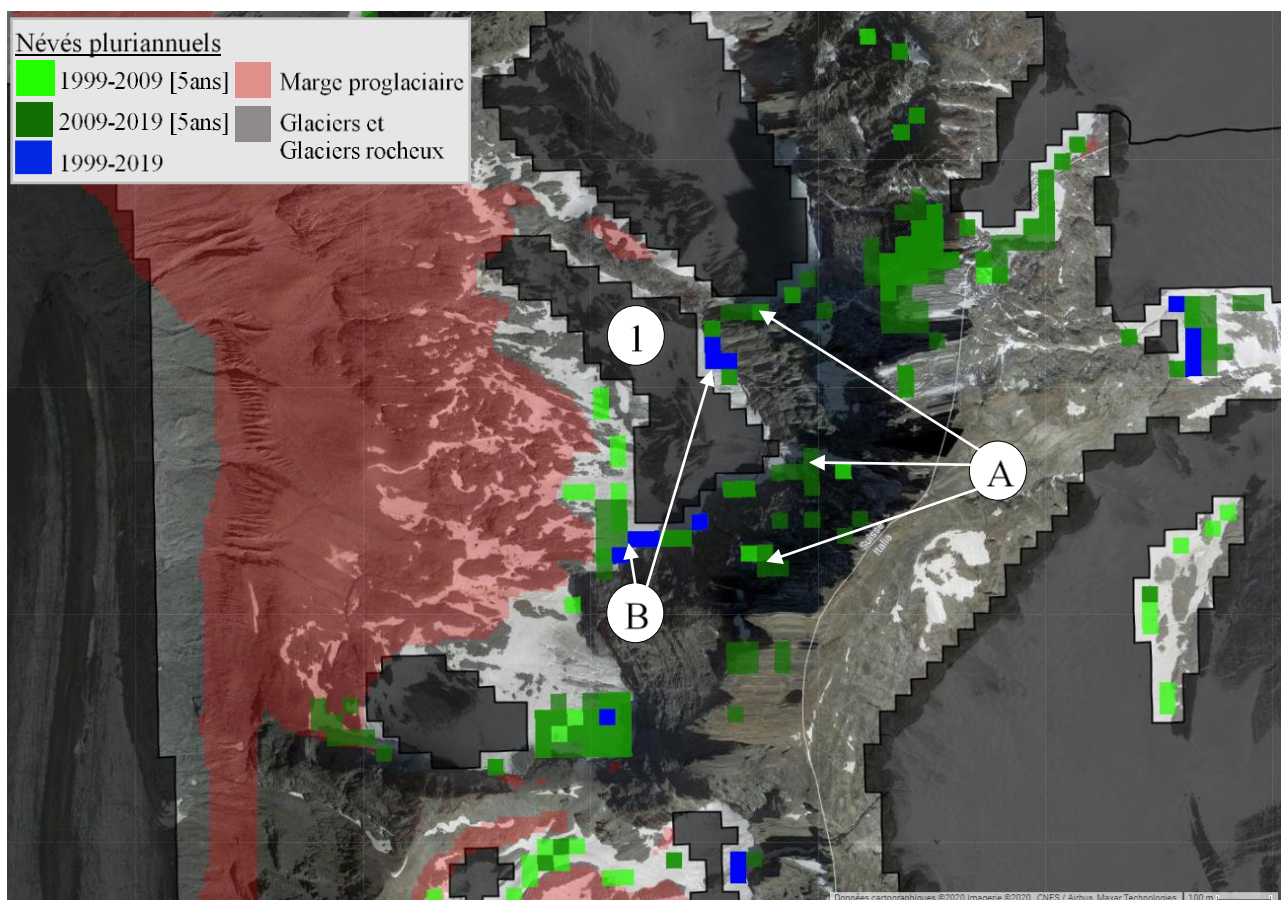 Névés pluriannuels
1999-2009 [5ans]
2009-2019 [5ans]
1999-2019
Marge proglaciaire
Glaciers et
Glaciers rocheux
1
A
B
Suisse
Italia
Données cartographiques ©2020 Imagerie ©2020 , CNES / Airbus, Maxar Technologies
100 m